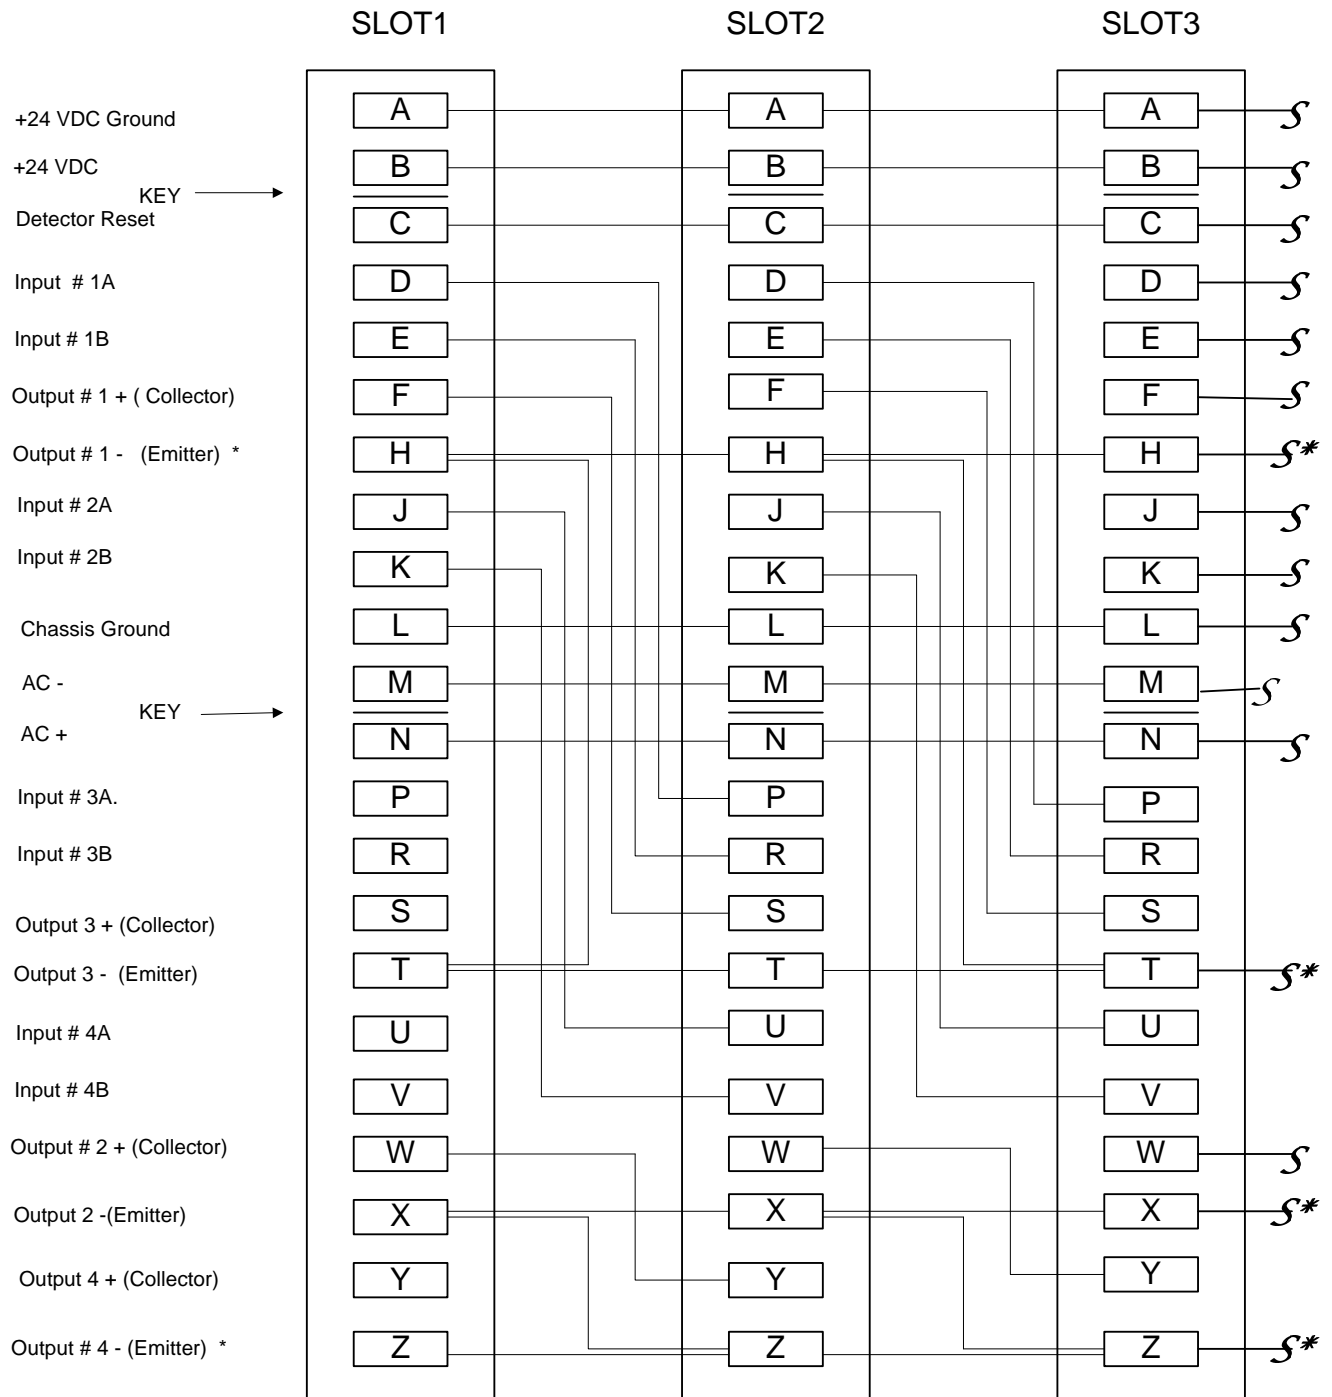 SLOT1 SLOT2 SLOT3
+24 VDC Ground A A A S
+24 VDC B B B S
KEY
Detector Reset C C C S
Input # 1A D D D S
Input # 1B E E E S
Output # 1 + ( Collector) F F F S
Output # 1 - (Emitter) * H H H S*
Input # 2A J J J S
Input # 2B K K K S
Chassis Ground L L L S
AC - M M M S
KEY
AC + N N N S
Input # 3A. P P P
Input # 3B R R R
Output 3 + (Collector) S S S
Output 3 - (Emitter) T T T S*
Input # 4A U U U
Input # 4B V V V
Output # 2 + (Collector) W W W S
Output 2 -(Emitter) X X X S*
Output 4 + (Collector) Y Y Y
Output # 4 - (Emitter) * Z Z Z S*